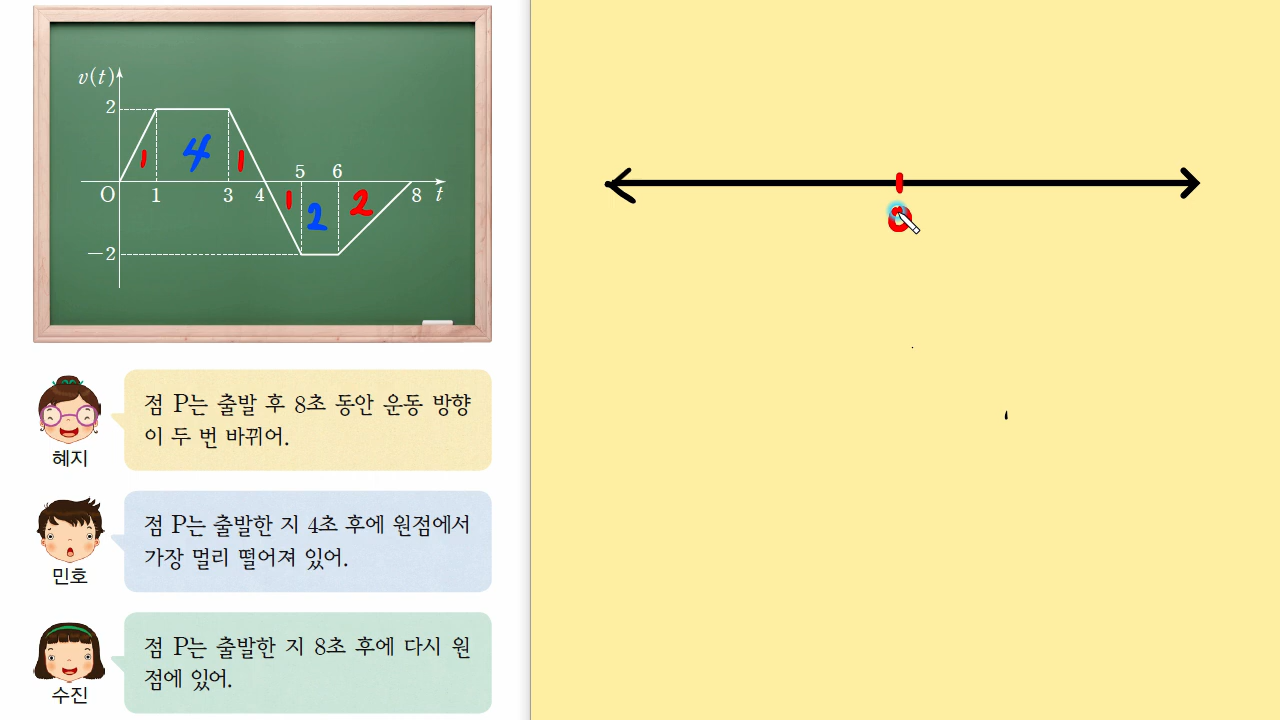 v(t)
2
1 4 1
5 6
O 1 3 4 8 t
1 2 2
−2
점 P는 출발 후 8초 동안 운동 방향
이 두 번 바뀌어.
혜지
점 P는 출발한 지 4초 후에 원점에서
가장 멀리 떨어져 있어.
민호
점 P는 출발한 지 8초 후에 다시 원
점에 있어.
수진
0